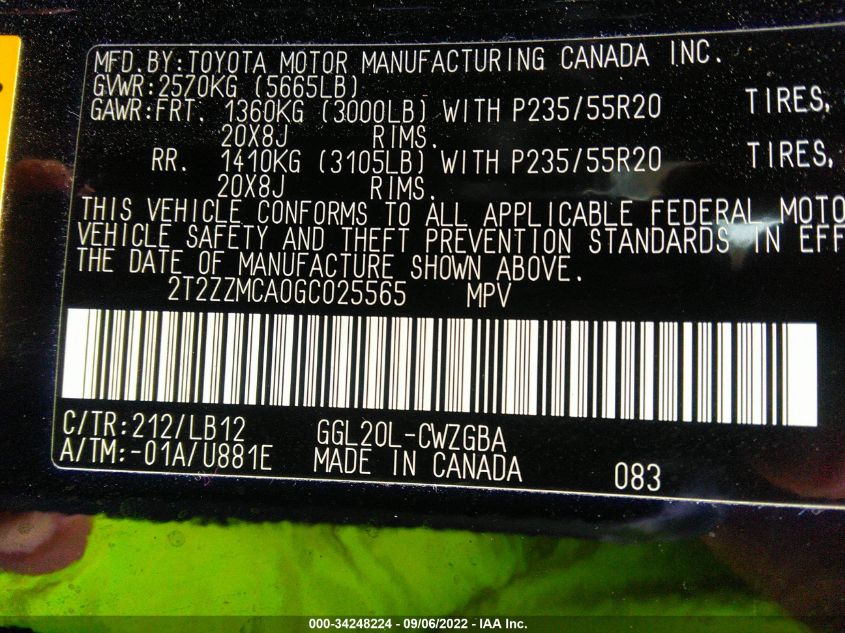 MFD. BY: TOYOTA MOTOR MANUFACTURING CANADA INC.
GVWR: 2570KG (5665LB)
GAWR: FRT. 1360KG (3000LB) WITH P235/55R20 TIRES,
20X8J RIMS.
RR. 1410KG (3105LB) WITH P235/55R20 TIRES,
20X8J RIMS.
THIS VEHICLE CONFORMS TO ALL APPLICABLE FEDERAL MOTO
VEHICLE SAFETY AND THEFT PREVENTION STANDARDS IN EFF
THE DATE OF MANUFACTURE SHOWN ABOVE.
2T2ZZMCA0GC025565 MPV
C/TR: 212/LB12 GGL20L-CWZGBA
A/TM: -01A/U881E MADE IN CANADA 083
000-34248224 - 09/06/2022 - IAA Inc.